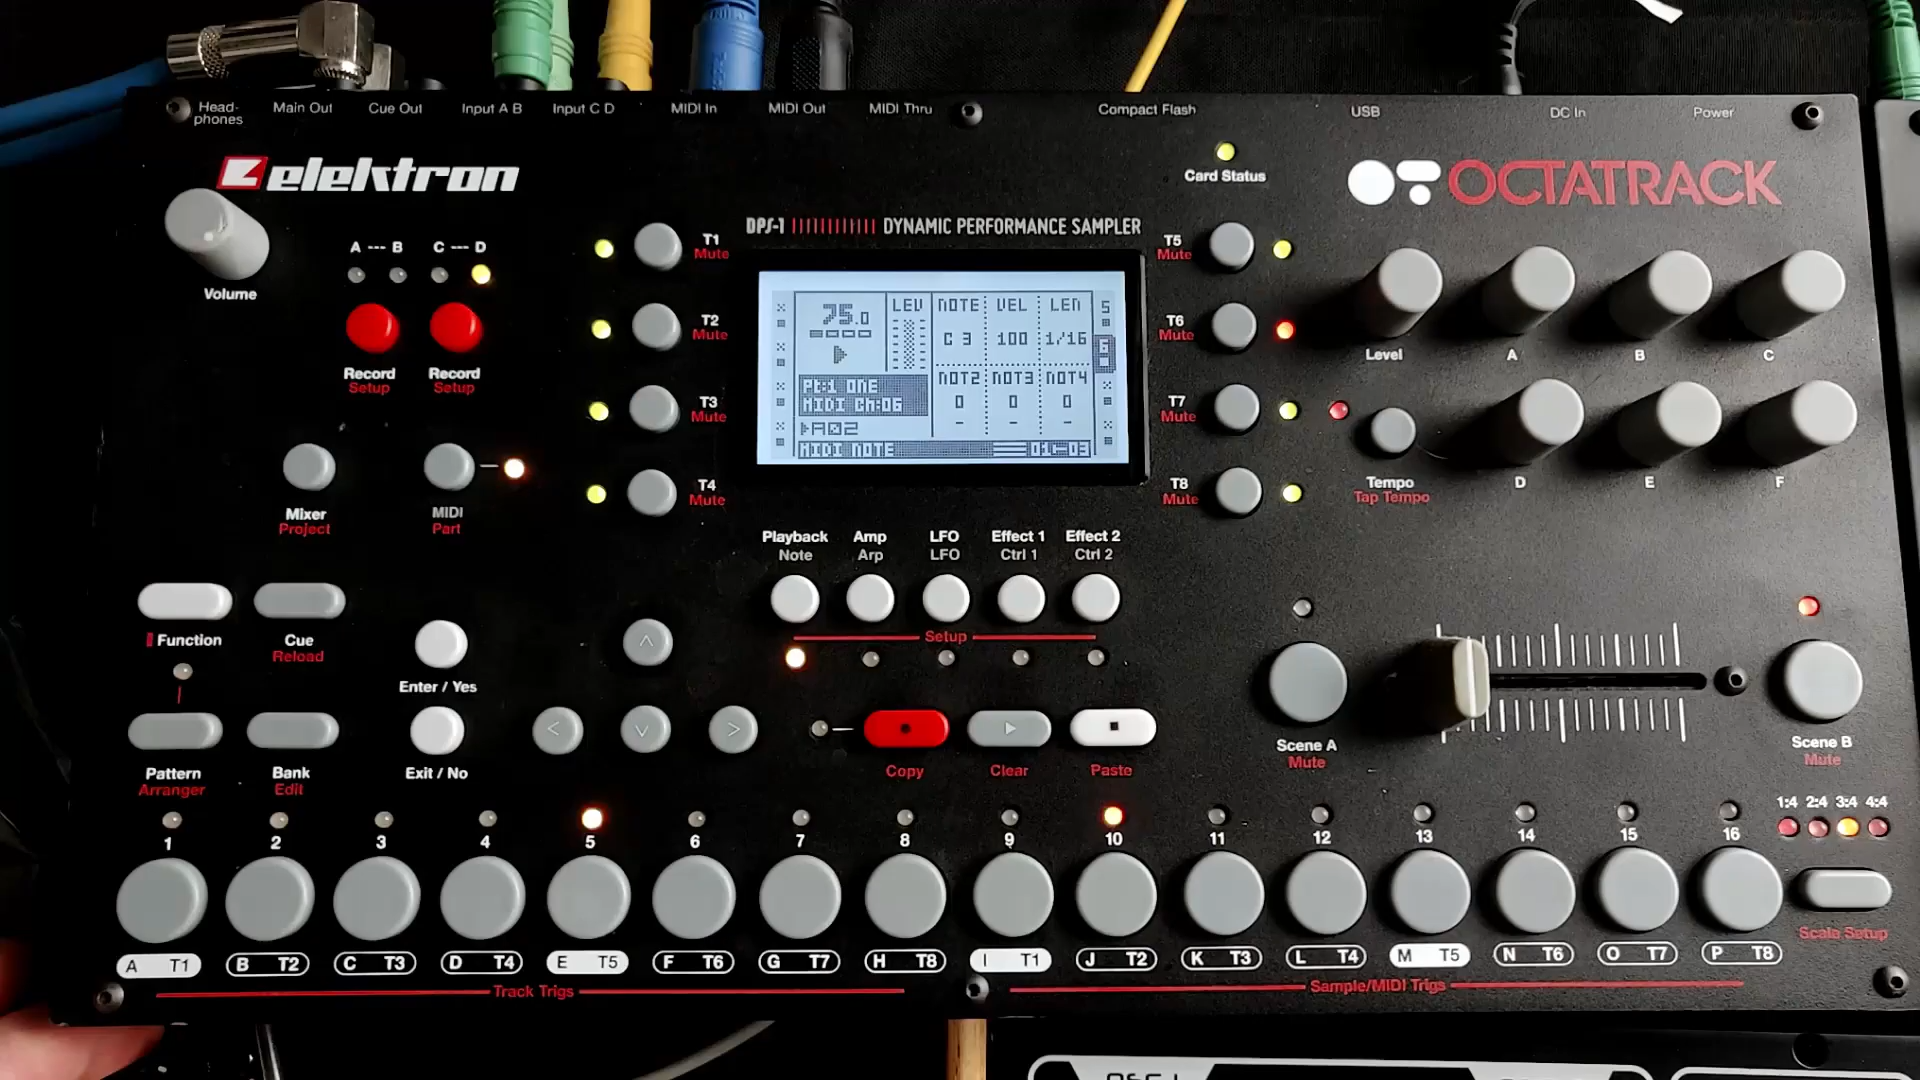 Head-
phones
Main Out
Cue Out
Input A B
Input C D
MIDI In
MIDI Out
MIDI Thru
Compact Flash
USB
DC In
Power
elektron
Card Status
OCTATRACK
DPS-1 DYNAMIC PERFORMANCE SAMPLER
Volume
A --- B
C --- D
Record
Setup
Record
Setup
T1
Mute
T2
Mute
T3
Mute
T4
Mute
75.0
LEV
NOTE
VEL
LEN
C 3
100
1/16
NOT2
NOT3
NOT4
0
0
0
-
-
-
PT:1 ONE
MIDI CH:06
A02
MIDI NOTE
T5
Mute
T6
Mute
T7
Mute
T8
Mute
Level
A
B
C
Tempo
Tap Tempo
D
E
F
Mixer
Project
MIDI
Part
Playback
Note
Amp
Arp
LFO
LFO
Effect 1
Ctrl 1
Effect 2
Ctrl 2
Setup
Function
Cue
Reload
Enter / Yes
Pattern
Arranger
Bank
Edit
Exit / No
Copy
Clear
Paste
Scene A
Mute
Scene B
Mute
1:4 2:4 3:4 4:4
1
2
3
4
5
6
7
8
9
10
11
12
13
14
15
16
Scale Setup
A T1
B T2
C T3
D T4
E T5
F T6
G T7
H T8
I T1
J T2
K T3
L T4
M T5
N T6
O T7
P T8
Track Trigs
Sample/MIDI Trigs